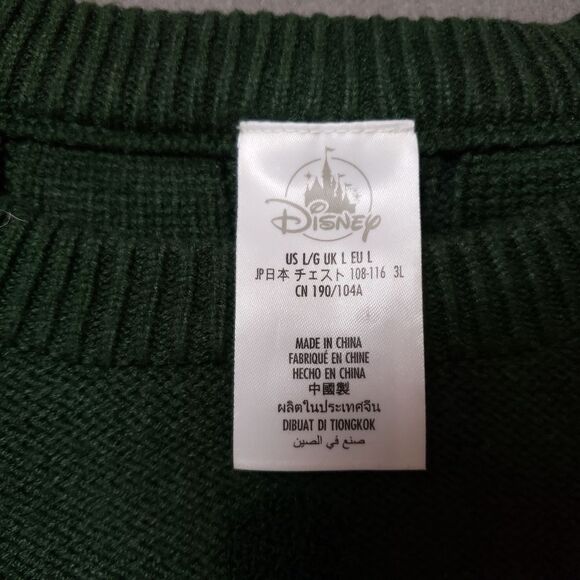 Disney
US L/G UK L EU L
JP日本 チェスト 108-116 3L
CN 190/104A
MADE IN CHINA
FABRIQUÉ EN CHINE
HECHO EN CHINA
中國製
ผลิตในประเทศจีน
DIBUAT DI TIONGKOK
صنع في الصين